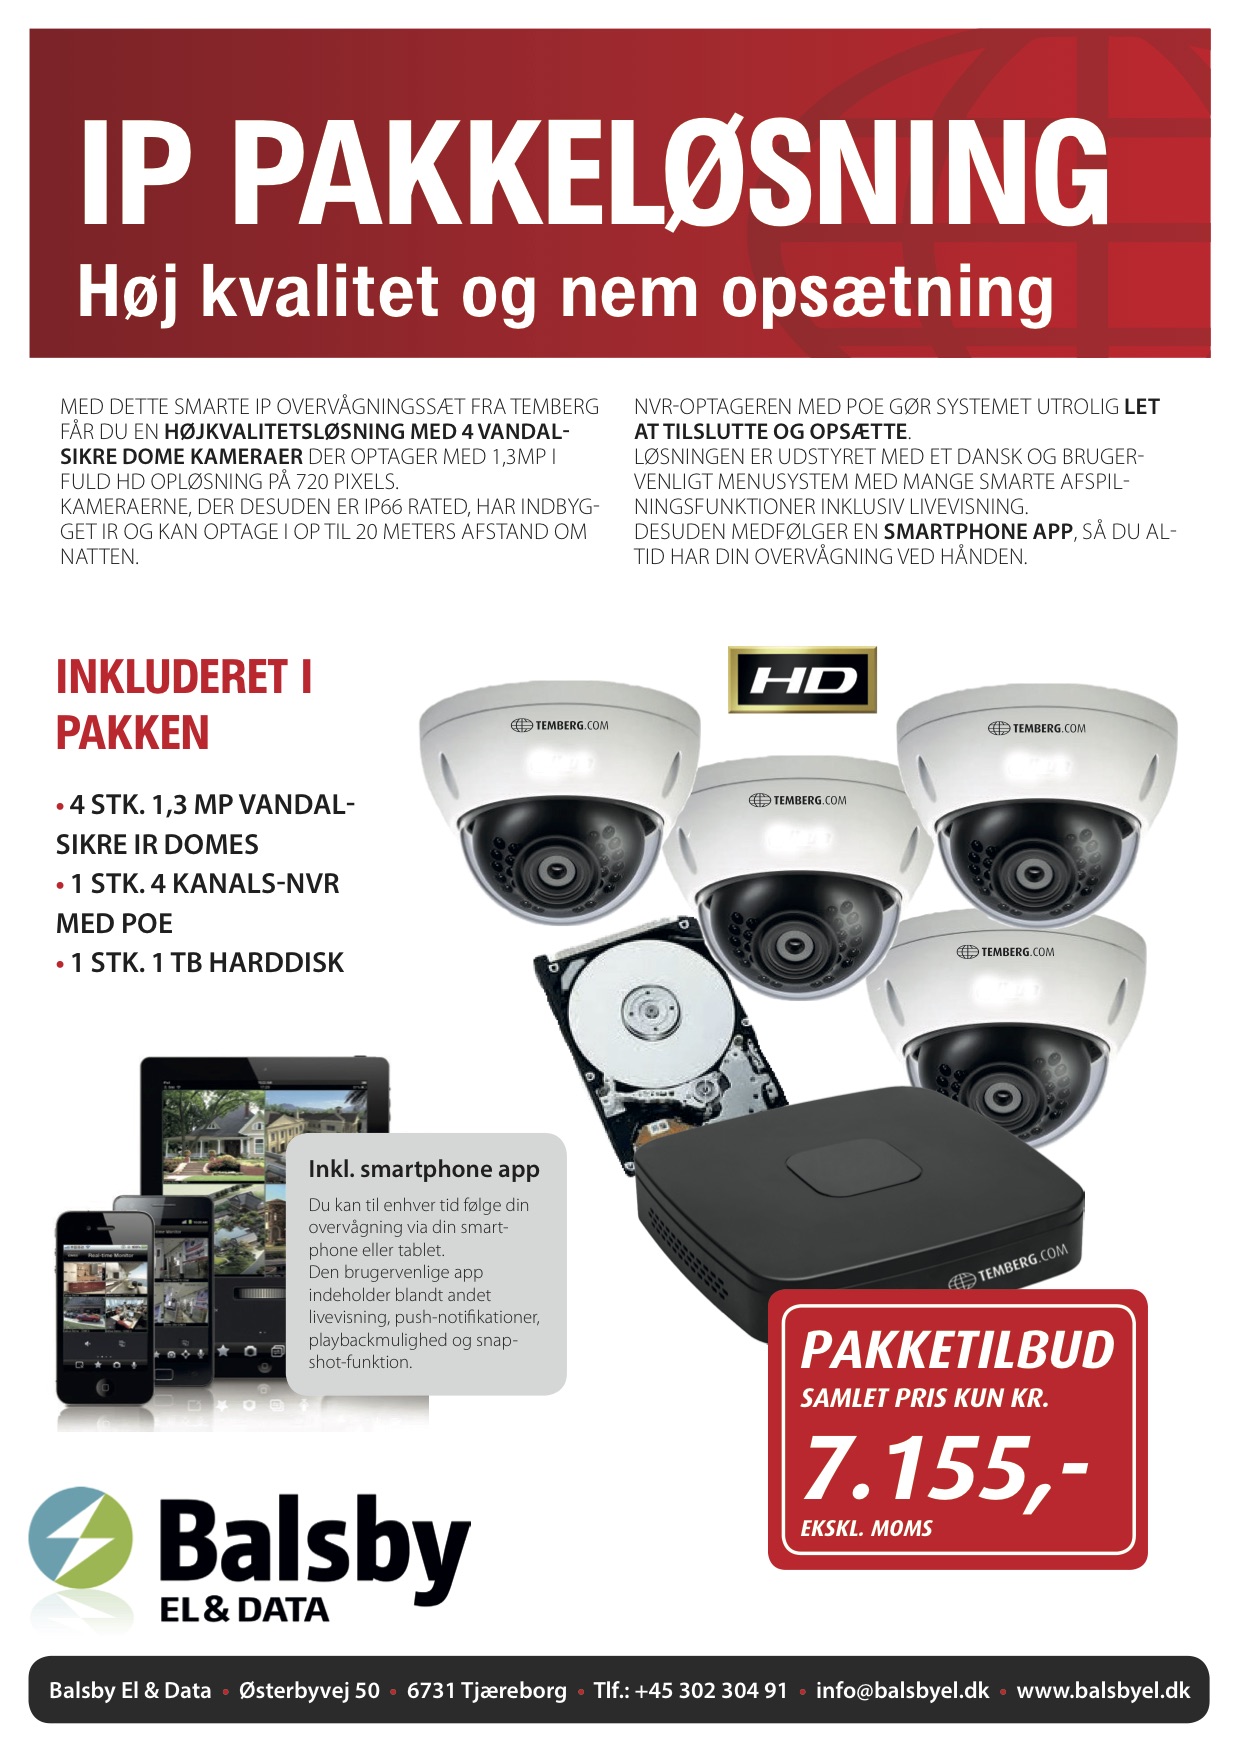 IP PAKKELØSNING
Høj kvalitet og nem opsætning
MED DETTE SMARTE IP OVERVÅGNINGSSÆT FRA TEMBERG
FÅR DU EN HØJKVALITETSLØSNING MED 4 VANDAL-
SIKRE DOME KAMERAER DER OPTAGER MED 1,3MP I
FULD HD OPLØSNING PÅ 720 PIXELS.
KAMERAERNE, DER DESUDEN ER IP66 RATED, HAR INDBYG-
GET IR OG KAN OPTAGE I OP TIL 20 METERS AFSTAND OM
NATTEN.
NVR-OPTAGEREN MED POE GØR SYSTEMET UTROLIG LET
AT TILSLUTTE OG OPSÆTTE.
LØSNINGEN ER UDSTYRET MED ET DANSK OG BRUGER-
VENLIGT MENUSYSTEM MED MANGE SMARTE AFSPIL-
NINGSFUNKTIONER INKLUSIV LIVEVISNING.
DESUDEN MEDFØLGER EN SMARTPHONE APP, SÅ DU AL-
TID HAR DIN OVERVÅGNING VED HÅNDEN.
INKLUDERET I
PAKKEN
• 4 STK. 1,3 MP VANDAL-
SIKRE IR DOMES
• 1 STK. 4 KANALS-NVR
MED POE
• 1 STK. 1 TB HARDDISK
HD
TEMBERG.COM
TEMBERG.COM
TEMBERG.COM
TEMBERG.COM
TEMBERG.COM
Real-time Monitor
Inkl. smartphone app
Du kan til enhver tid følge din
overvågning via din smart-
phone eller tablet.
Den brugervenlige app
indeholder blandt andet
livevisning, push-notifikationer,
playbackmulighed og snap-
shot-funktion.
PAKKETILBUD
SAMLET PRIS KUN KR.
7.155,-
EKSKL. MOMS
Balsby
EL & DATA
Balsby El & Data • Østerbyvej 50 • 6731 Tjæreborg • Tlf.: +45 302 304 91 • info@balsbyel.dk • www.balsbyel.dk